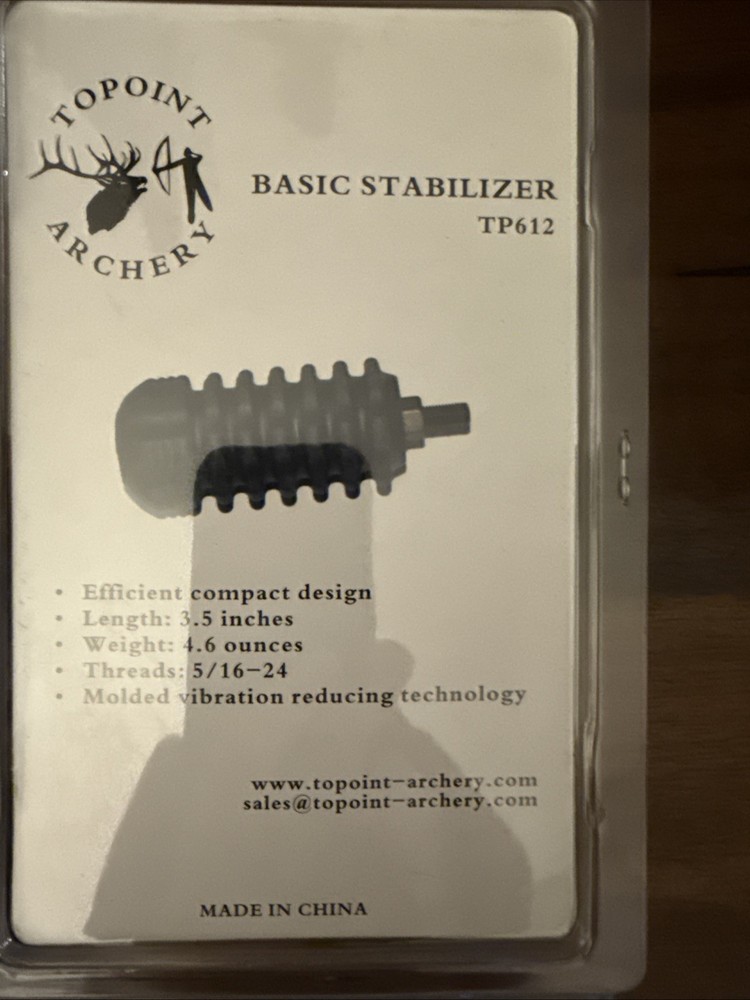 TOPOINT
ARCHERY
BASIC STABILIZER
TP612
• Efficient compact design
• Length: 3.5 inches
• Weight: 4.6 ounces
• Threads: 5/16-24
• Molded vibration reducing technology
www.topoint-archery.com
sales@topoint-archery.com
MADE IN CHINA